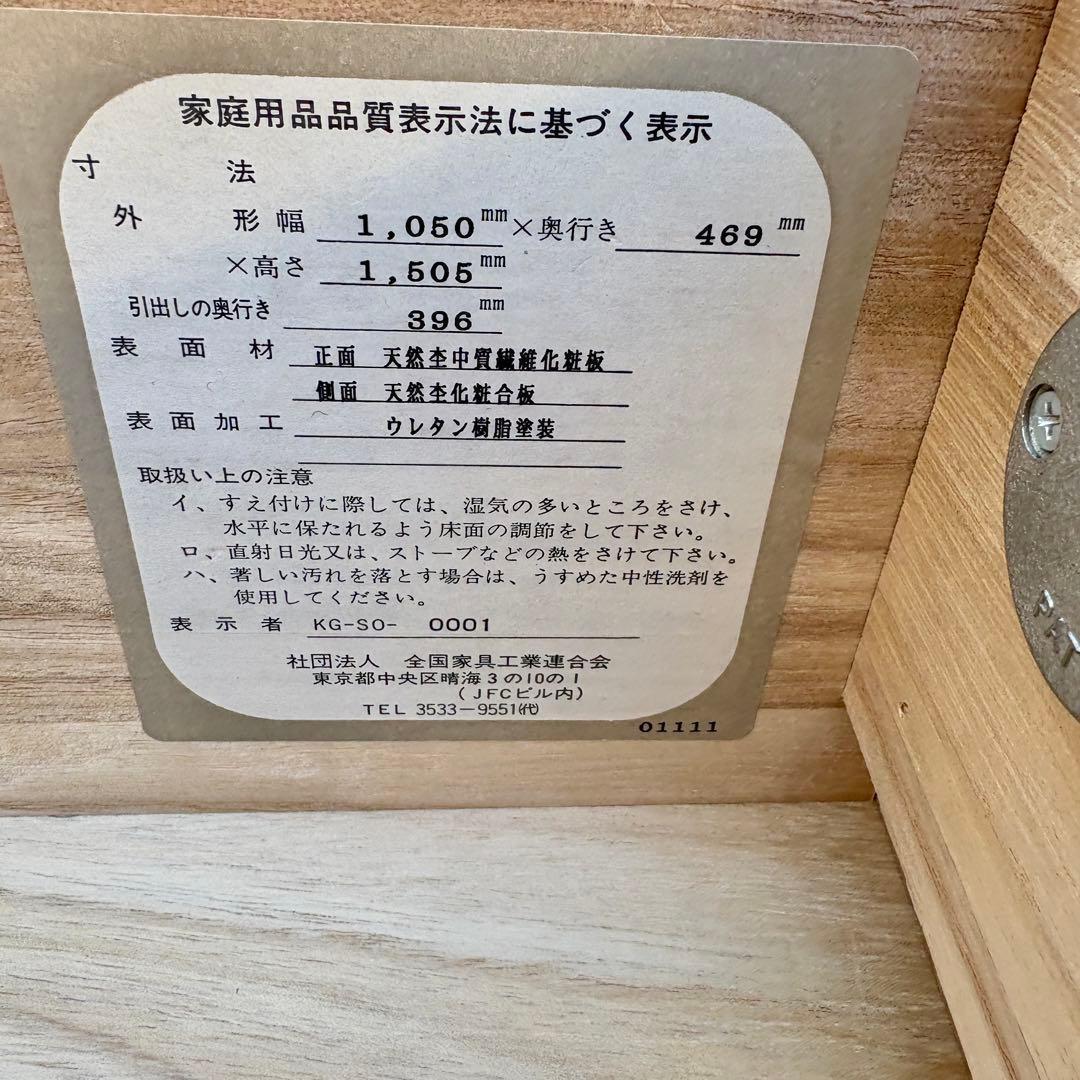 家庭用品品質表示法に基づく表示
寸法
外形幅 1,050mm×奥行き 469mm
×高さ 1,505mm
引出しの奥行き 396mm
表面材 正面 天然杢中質繊維化粧板
側面 天然杢化粧合板
表面加工 ウレタン樹脂塗装
取扱い上の注意
イ、すえ付けに際しては、湿気の多いところをさけ、
水平に保たれるよう床面の調節をして下さい。
ロ、直射日光又は、ストーブなどの熱をさけて下さい。
ハ、著しい汚れを落とす場合は、うすめた中性洗剤を
使用してください。
表示者 KG-SO- 0001
社団法人 全国家具工業連合会
東京都中央区晴海3の10の1
(JFCビル内)
TEL 3533-9551㈹
01111
PAT